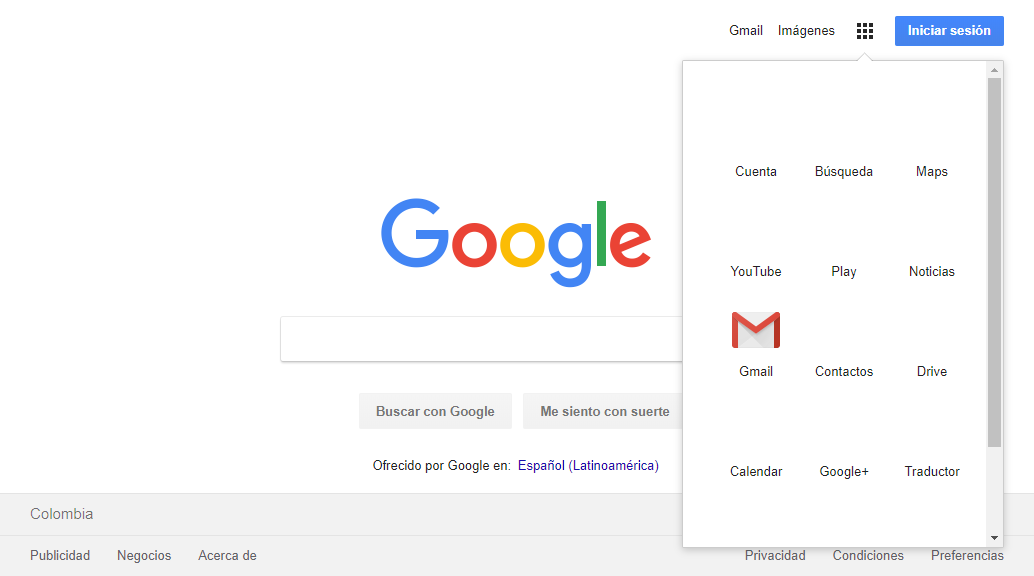 Gmail Imágenes Iniciar sesión
Cuenta Búsqueda Maps
Google
YouTube Play Noticias
Gmail Contactos Drive
Buscar con Google Me siento con suerte
Ofrecido por Google en: Español (Latinoamérica)
Calendar Google+ Traductor
Colombia
Publicidad Negocios Acerca de Privacidad Condiciones Preferencias